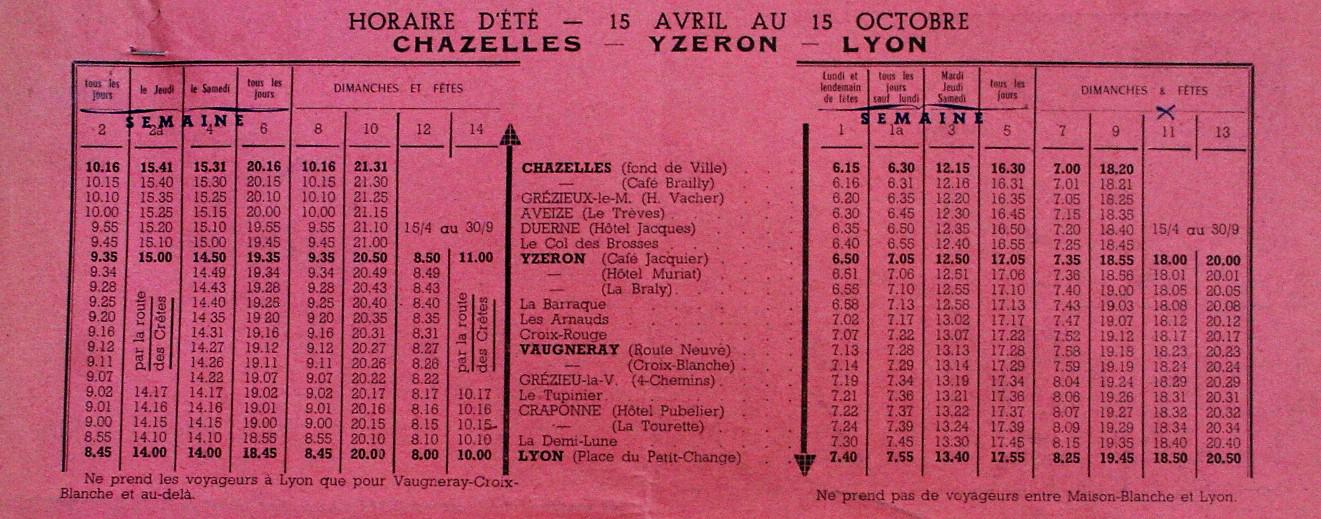 HORAIRE D'ÉTÉ — 15 AVRIL AU 15 OCTOBRE
CHAZELLES — YZERON — LYON
tous les jours le Jeudi le Samedi tous les jours DIMANCHES ET FÊTES Lundi et lendemain de fêtes tous les jours sauf lundi Mardi Jeudi Samedi tous les jours DIMANCHES & FÊTES
SEMAINE SEMAINE
2 2a 4 6 8 10 12 14 1 1a 3 5 7 9 11 13
10.16 15.41 15.31 20.16 10.16 21.31 CHAZELLES (fond de Ville) 6.15 6.30 12.15 16.30 7.00 18.20
10.15 15.40 15.30 20.15 10.15 21.30 — (Café Brailly) 6.16 6.31 12.16 16.31 7.01 18.21
10.10 15.35 15.25 20.10 10.10 21.25 GRÉZIEUX-le-M. (H. Vacher) 6.20 6.35 12.20 16.35 7.05 18.25
10.00 15.25 15.15 20.00 10.00 21.15 AVEIZE (Le Trèves) 6.30 6.45 12.30 16.45 7.15 18.35
9.55 15.20 15.10 19.55 9.55 21.10 15/4 au 30/9 DUERNE (Hôtel Jacques) 6.35 6.50 12.35 16.50 7.20 18.40 15/4 au 30/9
9.45 15.10 15.00 19.45 9.45 21.00 Le Col des Brosses 6.40 6.55 12.40 16.55 7.25 18.45
9.35 15.00 14.50 19.35 9.35 20.50 8.50 11.00 YZERON (Café Jacquier) 6.50 7.05 12.50 17.05 7.35 18.55 18.00 20.00
9.34 14.49 19.34 9.34 20.49 8.49 — (Hôtel Muriat) 6.51 7.06 12.51 17.06 7.36 18.56 18.01 20.01
9.28 14.43 19.28 9.28 20.43 8.43 — (La Braly) 6.55 7.10 12.55 17.10 7.40 19.00 18.05 20.05
9.25 14.40 19.25 9.25 20.40 8.40 La Barraque 6.58 7.13 12.58 17.13 7.43 19.03 18.08 20.08
9.20 14 35 19 20 9.20 20.35 8.35 Les Arnauds 7.02 7.17 13.02 17.17 7.47 19.07 18.12 20.12
9.16 14.31 19.16 9.16 20.31 8.31 Croix-Rouge 7.07 7.22 13.07 17.22 7.52 19.12 18.17 20.17
9.12 14.27 19.12 9.12 20.27 8.27 VAUGNERAY (Route Neuve) 7.13 7.28 13.13 17.28 7.58 19.18 18.23 20.23
9.11 14.26 19.11 9.11 20.26 8.26 — (Croix-Blanche) 7.14 7.29 13.14 17.29 7.59 19.19 18.24 20.24
9.07 14.22 19.07 9.07 20.22 8.22 GRÉZIEU-la-V. (4-Chemins) 7.19 7.34 13.19 17.34 8.04 19.24 18.29 20.29
9.02 14.17 14.17 19.02 9.02 20.17 8.17 10.17 Le Tupinier 7.21 7.36 13.21 17.36 8.06 19.26 18.31 20.31
9.01 14.16 14.16 19.01 9.01 20.16 8.16 10.16 CRAPONNE (Hôtel Pubelier) 7.22 7.37 13.22 17.37 8.07 19.27 18.32 20.32
9.00 14.15 14.15 19.00 9.00 20.15 8.15 10.15 — (La Tourette) 7.24 7.39 13.24 17.39 8.09 19.29 18.34 20.34
8.55 14.10 14.10 18.55 8.55 20.10 8.10 10.10 La Demi-Lune 7.30 7.45 13.30 17.45 8.15 19.35 18.40 20.40
8.45 14.00 14.00 18.45 8.45 20.00 8.00 10.00 LYON (Place du Petit-Change) 7.40 7.55 13.40 17.55 8.25 19.45 18.50 20.50
par la route
des Crêtes
par la route
des Crêtes
Ne prend les voyageurs à Lyon que pour Vaugneray-Croix-
Blanche et au-delà.
Ne prend pas de voyageurs entre Maison-Blanche et Lyon.